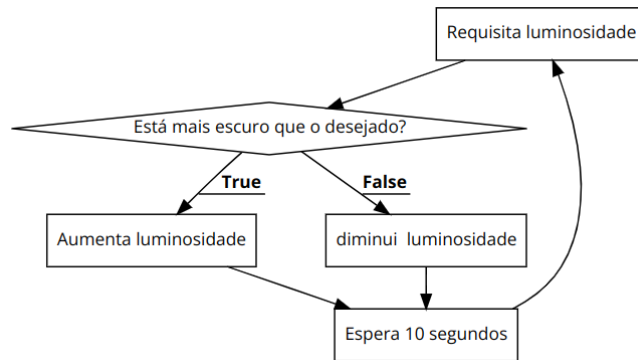 Requisita luminosidade
Está mais escuro que o desejado?
True
False
Aumenta luminosidade
diminui luminosidade
Espera 10 segundos